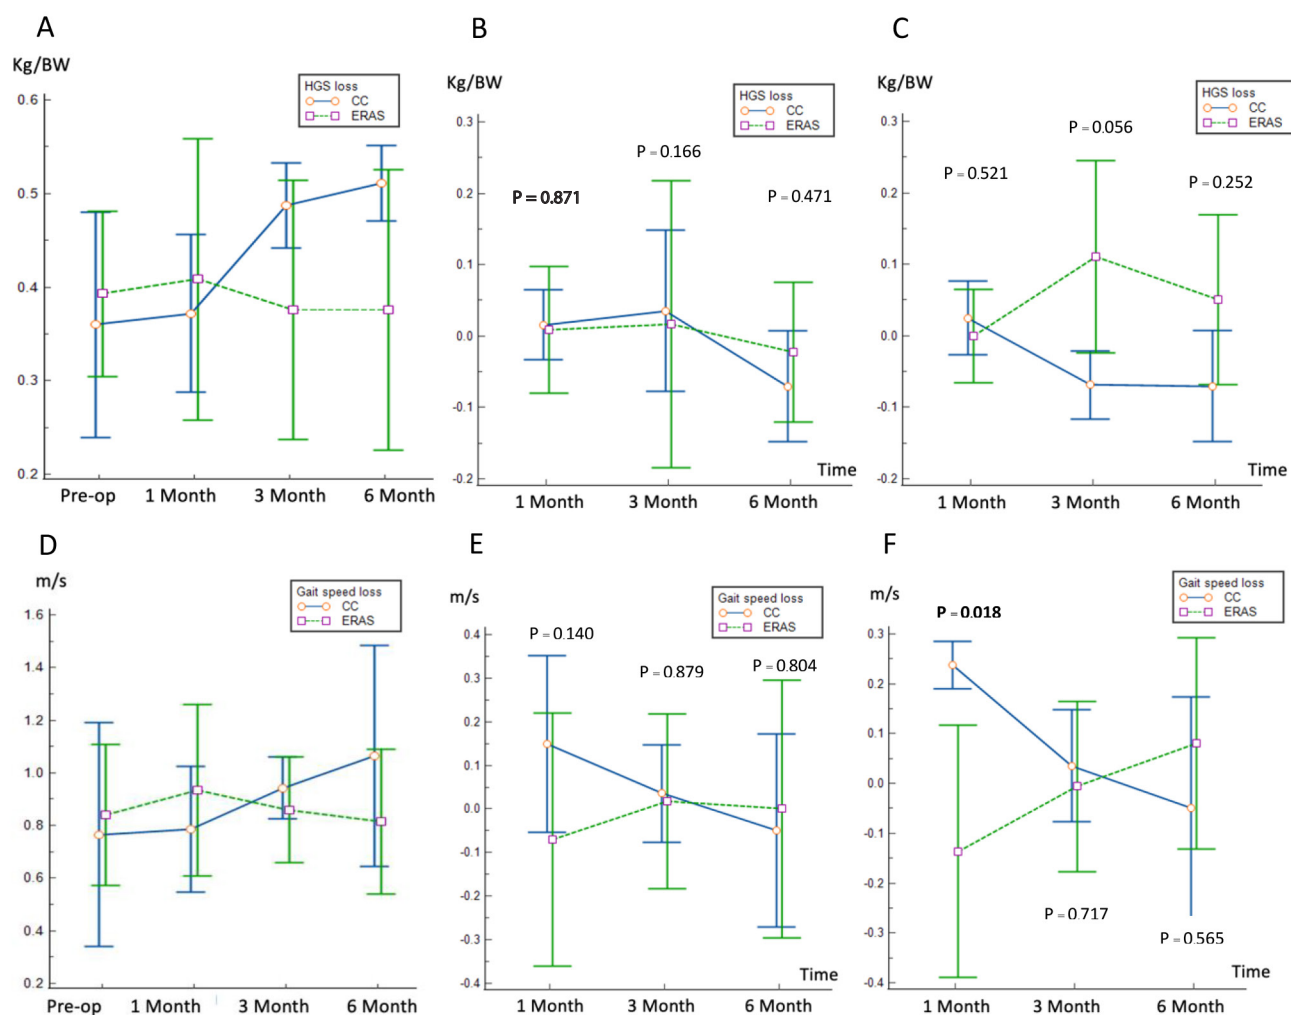 A
Kg/BW
HGS loss
CC
ERAS
0.6
0.5
0.4
0.3
0.2
Pre-op 1 Month 3 Month 6 Month
B
Kg/BW
HGS loss
CC
ERAS
0.3
0.2
0.1
0.0
-0.1
-0.2
P = 0.871
P = 0.166
P = 0.471
Time
1 Month 3 Month 6 Month
C
Kg/BW
HGS loss
CC
ERAS
0.3
0.2
0.1
0.0
-0.1
-0.2
P = 0.521
P = 0.056
P = 0.252
Time
1 Month 3 Month 6 Month
D
m/s
Gait speed loss
CC
ERAS
1.6
1.4
1.2
1.0
0.8
0.6
0.4
0.2
Pre-op 1 Month 3 Month 6 Month
E
m/s
Gait speed loss
CC
ERAS
0.4
0.3
0.2
0.1
0.0
-0.1
-0.2
-0.3
-0.4
P = 0.140
P = 0.879
P = 0.804
Time
1 Month 3 Month 6 Month
F
m/s
Gait speed loss
CC
ERAS
0.3
0.2
0.1
0.0
-0.1
-0.2
-0.3
-0.4
P = 0.018
P = 0.717
P = 0.565
Time
1 Month 3 Month 6 Month